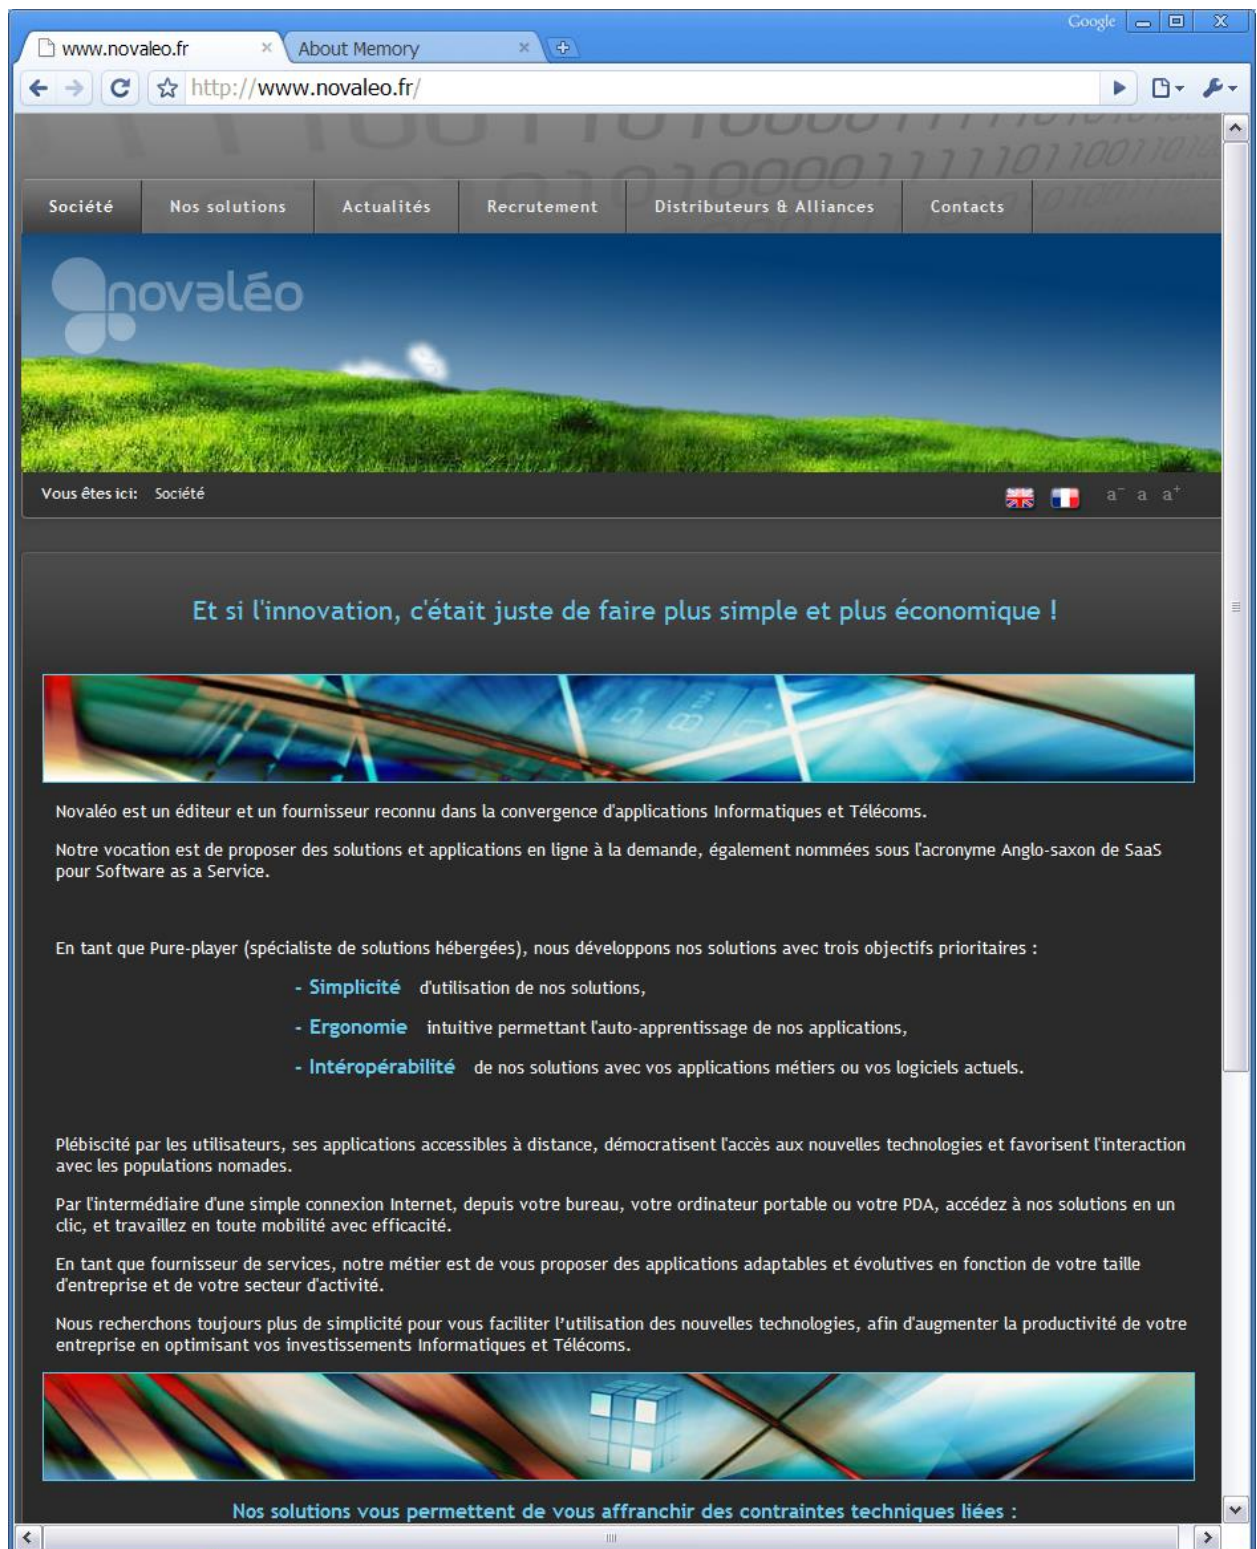 Google
www.novaleo.fr
About Memory
http://www.novaleo.fr/
Société
Nos solutions
Actualités
Recrutement
Distributeurs & Alliances
Contacts
novaléo
Vous êtes ici: Société
a⁻ a a⁺
Et si l'innovation, c'était juste de faire plus simple et plus économique !
Novaléo est un éditeur et un fournisseur reconnu dans la convergence d'applications Informatiques et Télécoms.
Notre vocation est de proposer des solutions et applications en ligne à la demande, également nommées sous l'acronyme Anglo-saxon de SaaS
pour Software as a Service.
En tant que Pure-player (spécialiste de solutions hébergées), nous développons nos solutions avec trois objectifs prioritaires :
- Simplicité d'utilisation de nos solutions,
- Ergonomie intuitive permettant l'auto-apprentissage de nos applications,
- Intéropérabilité de nos solutions avec vos applications métiers ou vos logiciels actuels.
Plébiscité par les utilisateurs, ses applications accessibles à distance, démocratisent l'accès aux nouvelles technologies et favorisent l'interaction
avec les populations nomades.
Par l'intermédiaire d'une simple connexion Internet, depuis votre bureau, votre ordinateur portable ou votre PDA, accédez à nos solutions en un
clic, et travaillez en toute mobilité avec efficacité.
En tant que fournisseur de services, notre métier est de vous proposer des applications adaptables et évolutives en fonction de votre taille
d'entreprise et de votre secteur d'activité.
Nous recherchons toujours plus de simplicité pour vous faciliter l’utilisation des nouvelles technologies, afin d'augmenter la productivité de votre
entreprise en optimisant vos investissements Informatiques et Télécoms.
Nos solutions vous permettent de vous affranchir des contraintes techniques liées :